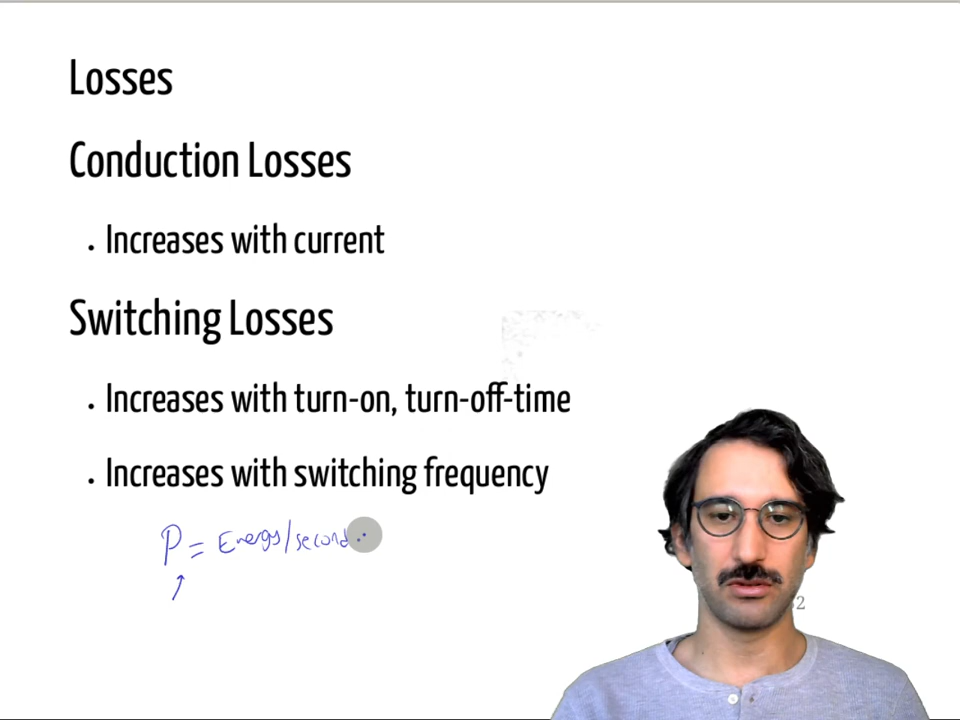 Losses
Conduction Losses
• Increases with current
Switching Losses
• Increases with turn-on, turn-off-time
• Increases with switching frequency
P = Energy/second